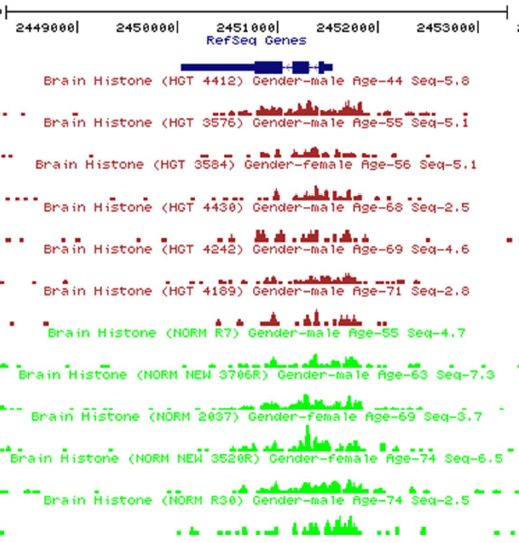 2449000| 2450000| 2451000| 2452000| 2453000|
RefSeq Genes
Brain Histone (HGT 4412) Gender-male Age-44 Seq-5.8
Brain Histone (HGT 3576) Gender-male Age-55 Seq-5.1
Brain Histone (HGT 3584) Gender-female Age-56 Seq-5.1
Brain Histone (HGT 4430) Gender-male Age-68 Seq-2.5
Brain Histone (HGT 4242) Gender-male Age-69 Seq-4.6
Brain Histone (HGT 4189) Gender-male Age-71 Seq-2.8
Brain Histone (NORM R7) Gender-male Age-55 Seq-4.7
Brain Histone (NORM NEW 3706R) Gender-male Age-63 Seq-7.3
Brain Histone (NORM 2037) Gender-female Age-69 Seq-3.7
Brain Histone (NORM NEW 3520R) Gender-female Age-74 Seq-6.5
Brain Histone (NORM R30) Gender-male Age-74 Seq-2.5